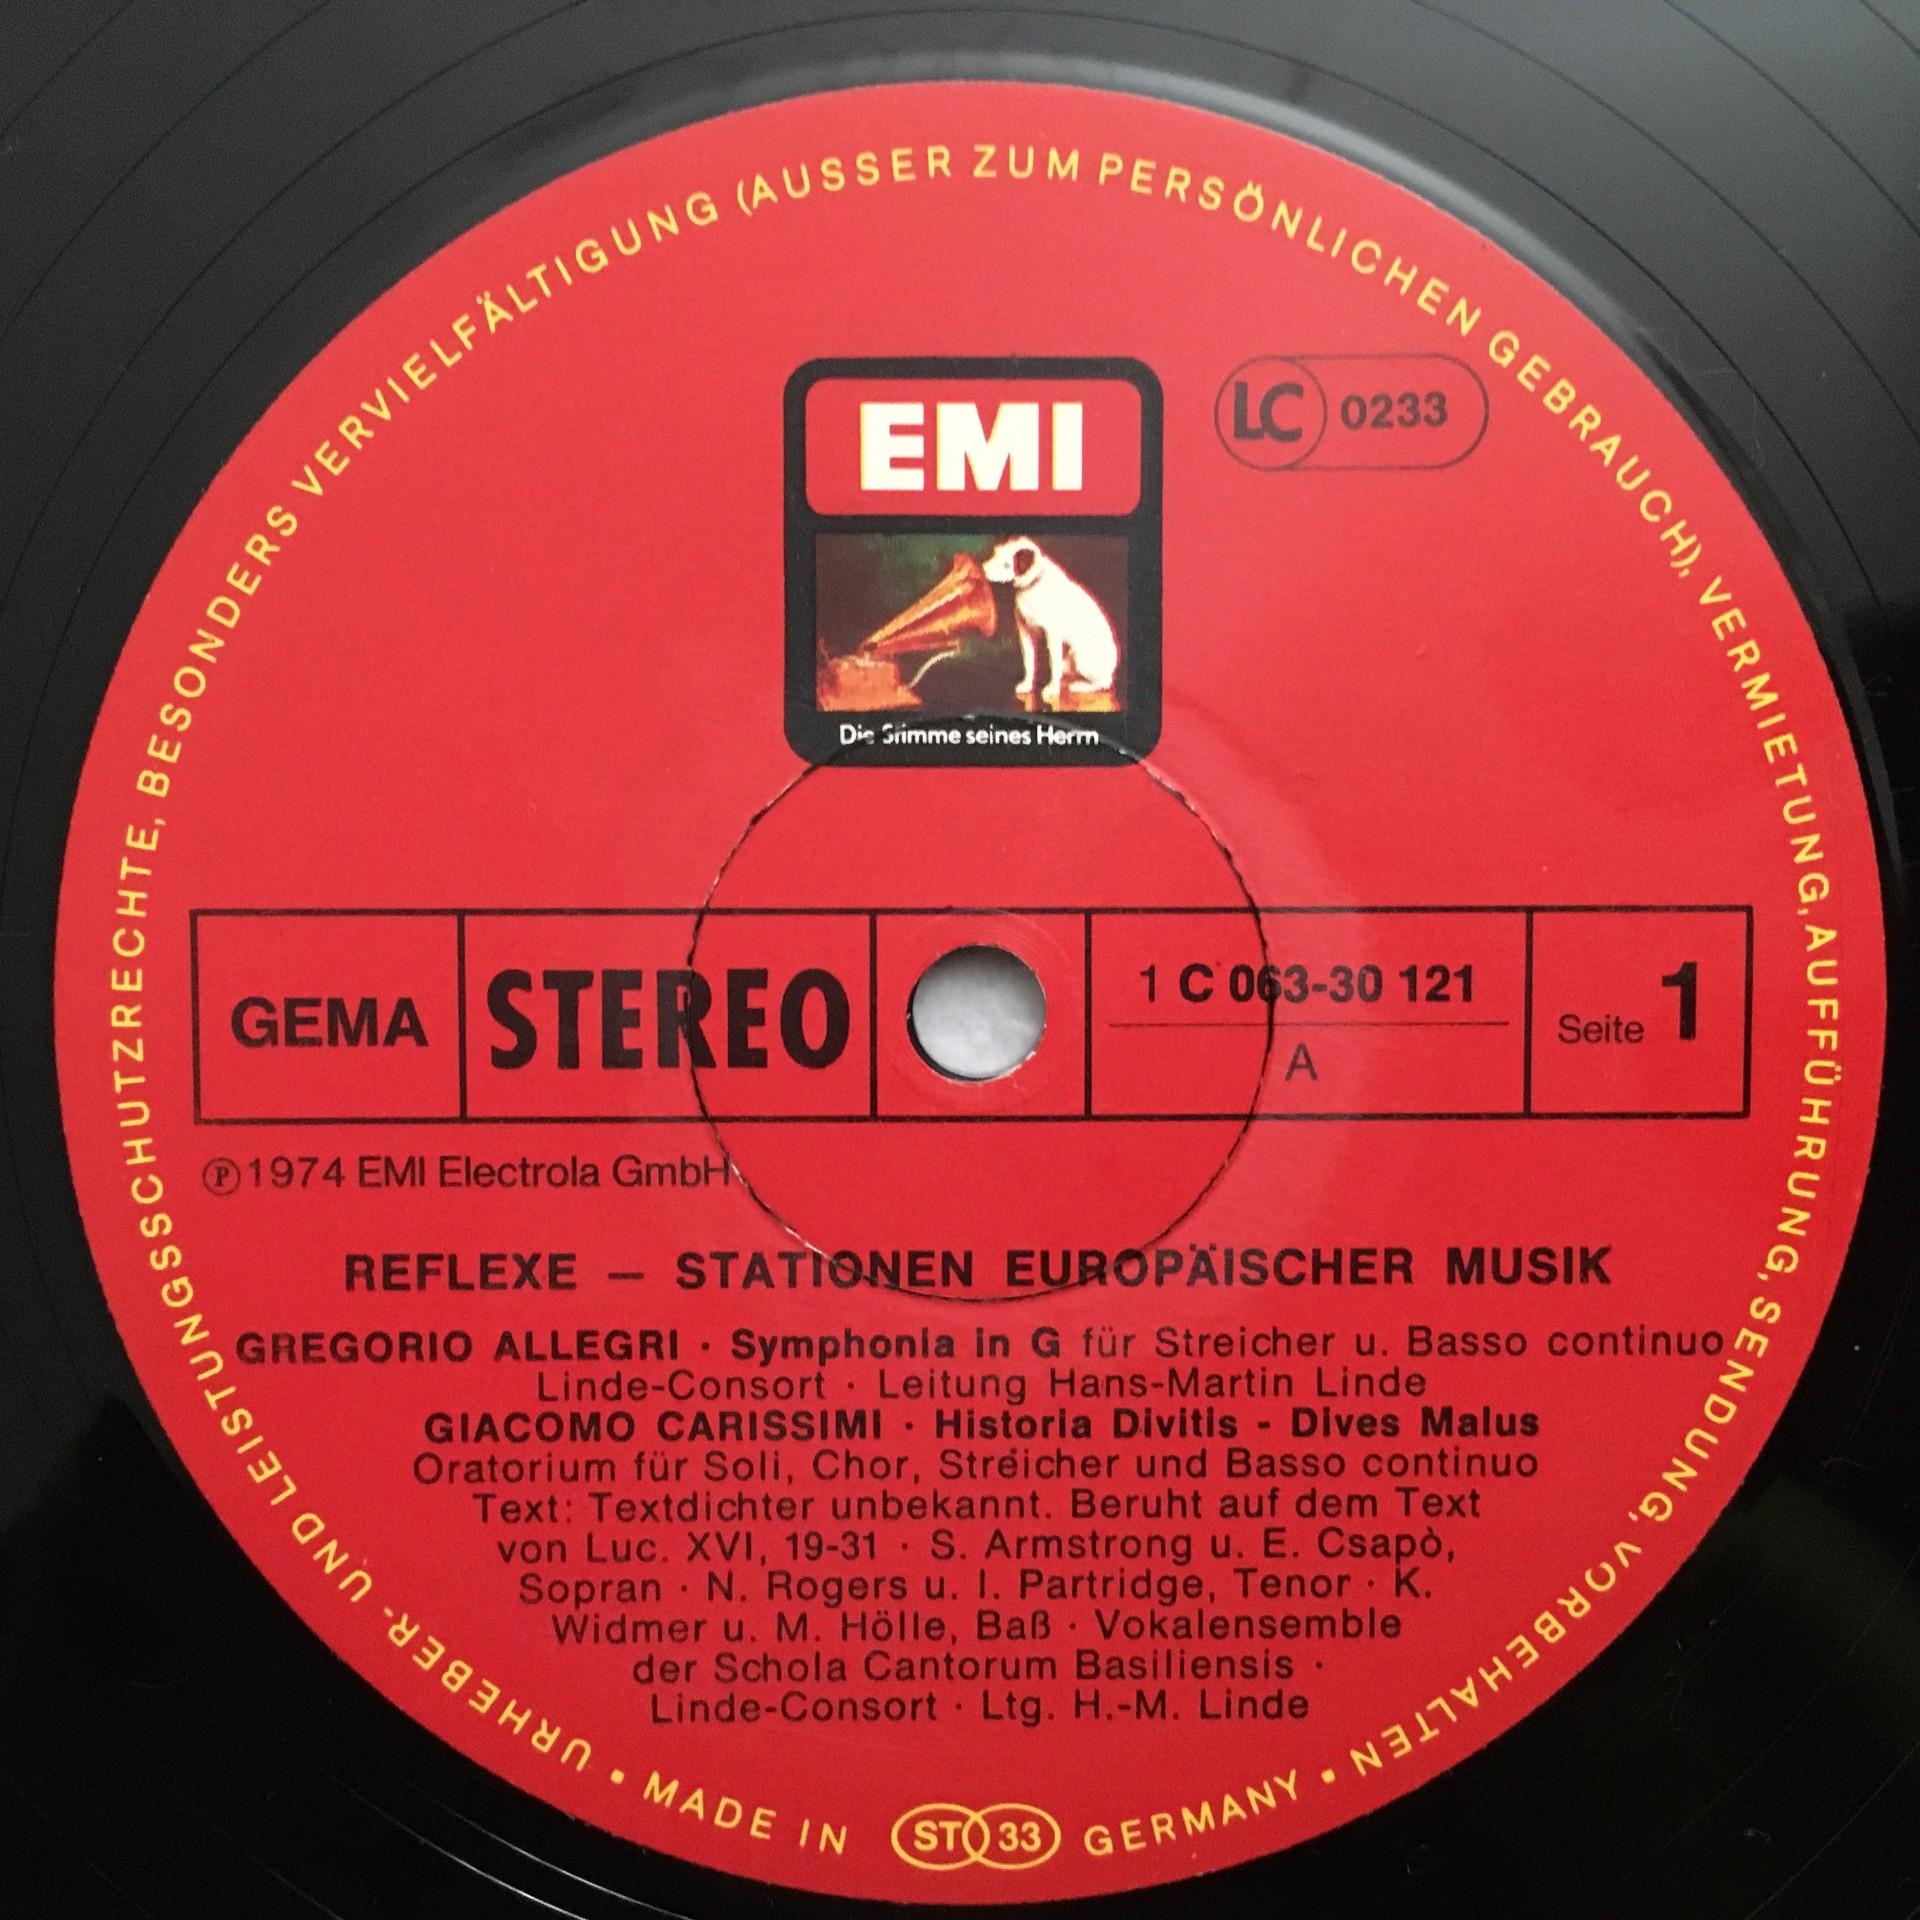 URHEBER- UND LEISTUNGSSCHUTZRECHTE, BESONDERS VERVIELFÄLTIGUNG (AUSSER ZUM PERSÖNLICHEN GEBRAUCH), VERMIETUNG, AUFFÜHRUNG, SENDUNG, VORBEHALTEN
EMI
LC 0233
Die Stimme seines Herrn
GEMA
STEREO
1 C 063-30 121
A
Seite 1
Ⓟ 1974 EMI Electrola GmbH
REFLEXE – STATIONEN EUROPÄISCHER MUSIK
GREGORIO ALLEGRI · Symphonia in G für Streicher u. Basso continuo
Linde-Consort · Leitung Hans-Martin Linde
GIACOMO CARISSIMI · Historia Divitis - Dives Malus
Oratorium für Soli, Chor, Streicher und Basso continuo
Text: Textdichter unbekannt. Beruht auf dem Text
von Luc. XVI, 19-31 · S. Armstrong u. E. Csapò,
Sopran · N. Rogers u. I. Partridge, Tenor · K.
Widmer u. M. Hölle, Baß · Vokalensemble
der Schola Cantorum Basiliensis ·
Linde-Consort · Ltg. H.-M. Linde
▪ MADE IN ST 33 GERMANY ▪